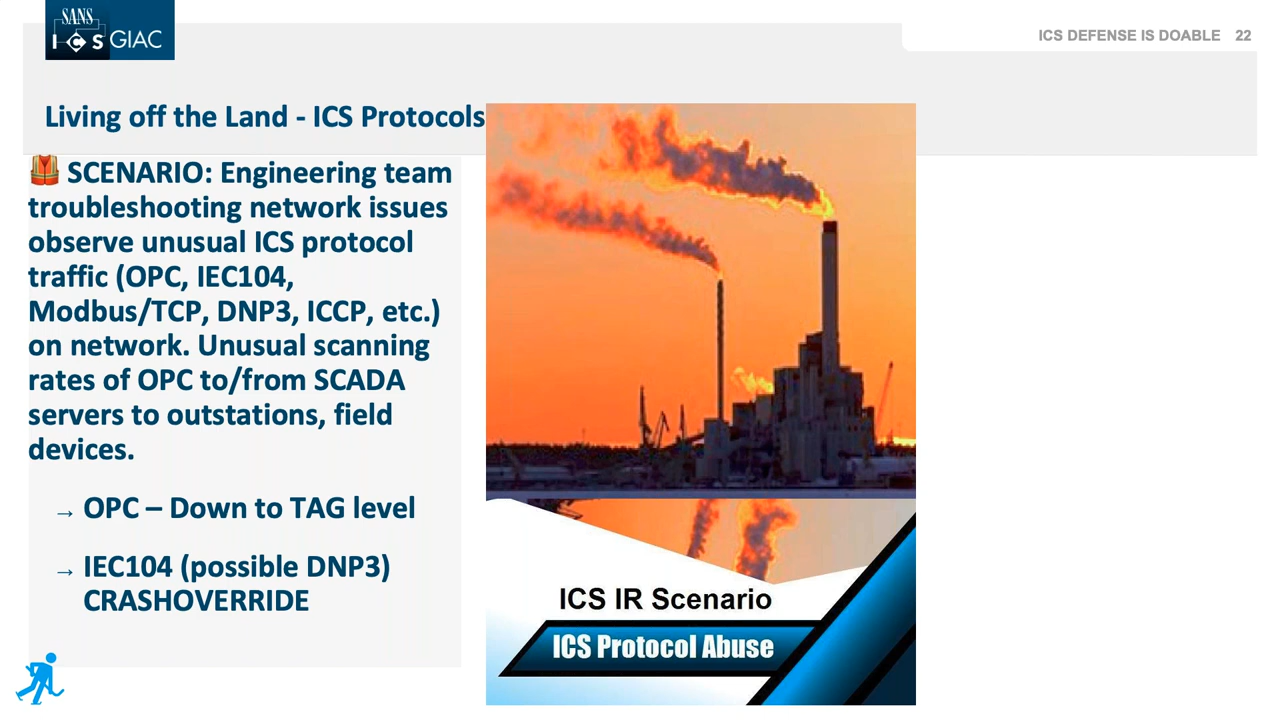 SANS
ICS GIAC
ICS DEFENSE IS DOABLE 22
Living off the Land - ICS Protocols
SCENARIO: Engineering team
troubleshooting network issues
observe unusual ICS protocol
traffic (OPC, IEC104,
Modbus/TCP, DNP3, ICCP, etc.)
on network. Unusual scanning
rates of OPC to/from SCADA
servers to outstations, field
devices.
→ OPC – Down to TAG level
→ IEC104 (possible DNP3)
CRASHOVERRIDE
ICS IR Scenario
ICS Protocol Abuse